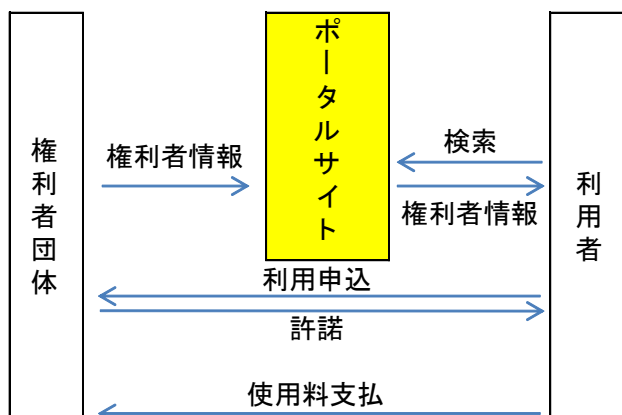 権利者団体
権利者情報
ポータルサイト
検索
権利者情報
利用者
利用申込
許諾
使用料支払